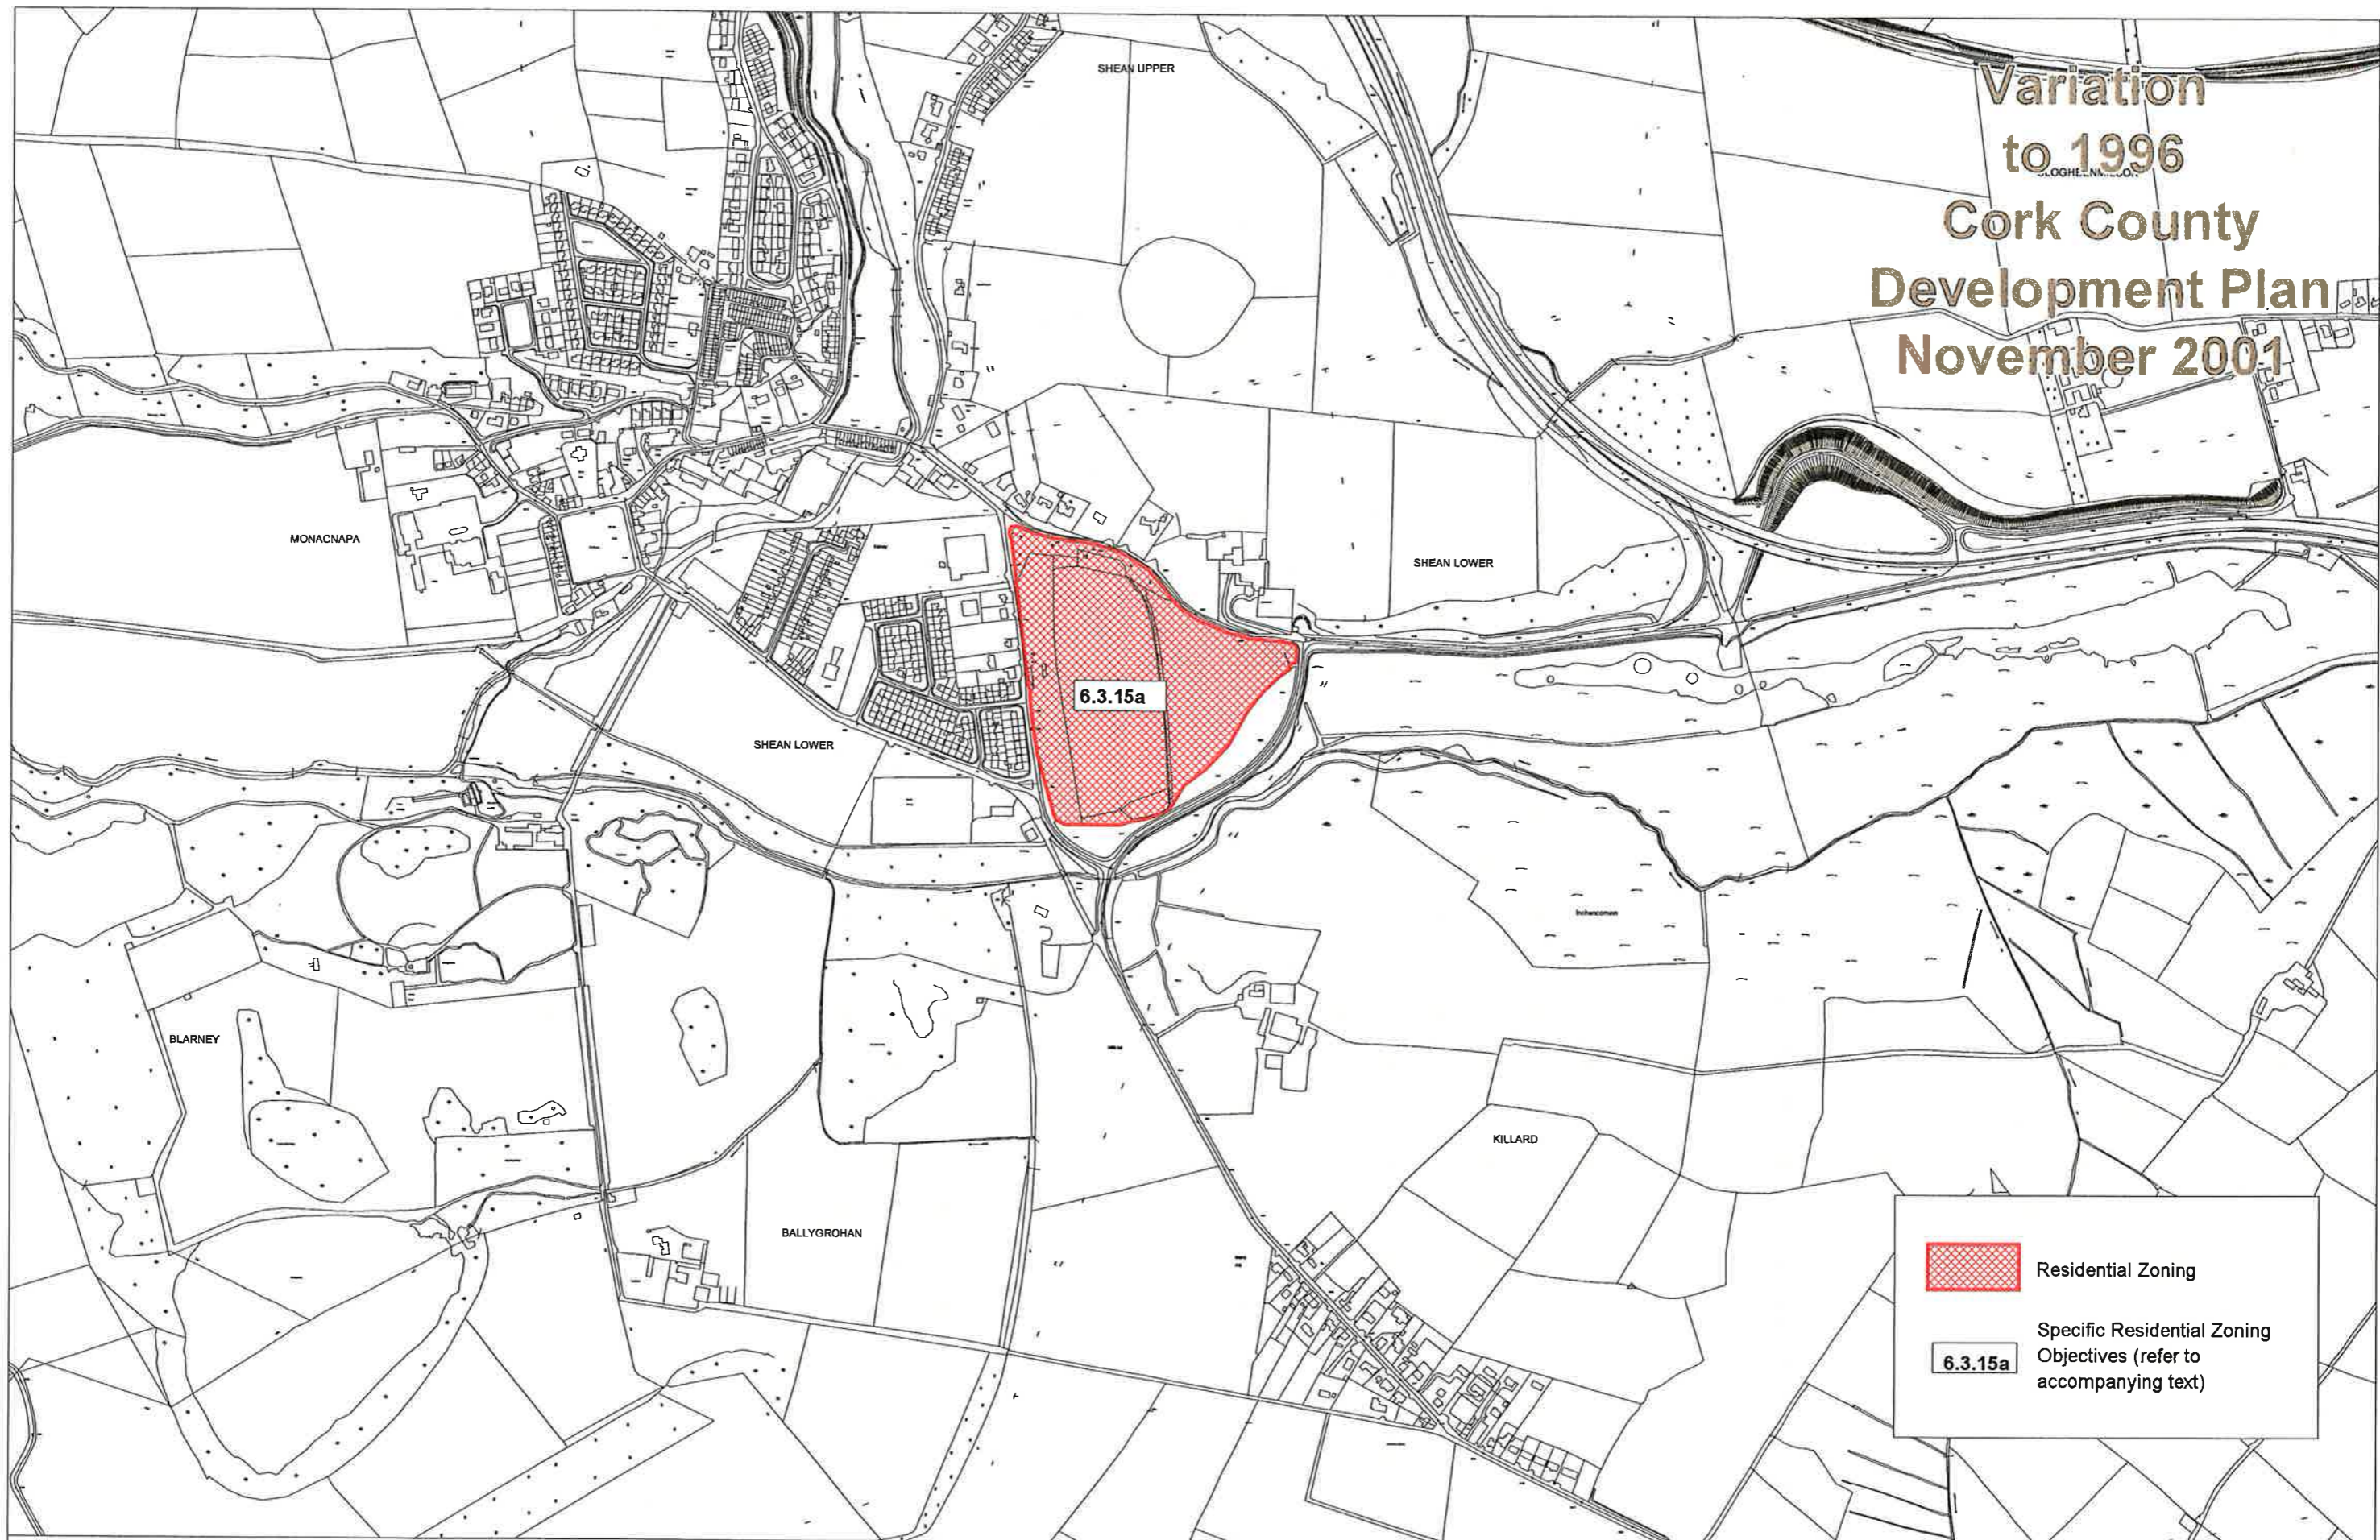 SHEAN UPPER
Variation
to 1996
Cork County
Development Plan
November 2001
MONACNAPA
SHEAN LOWER
6.3.15a
SHEAN LOWER
Inchancomain
BLARNEY
KILLARD
BALLYGROHAN
Residential Zoning
6.3.15a
Specific Residential Zoning
Objectives (refer to
accompanying text)